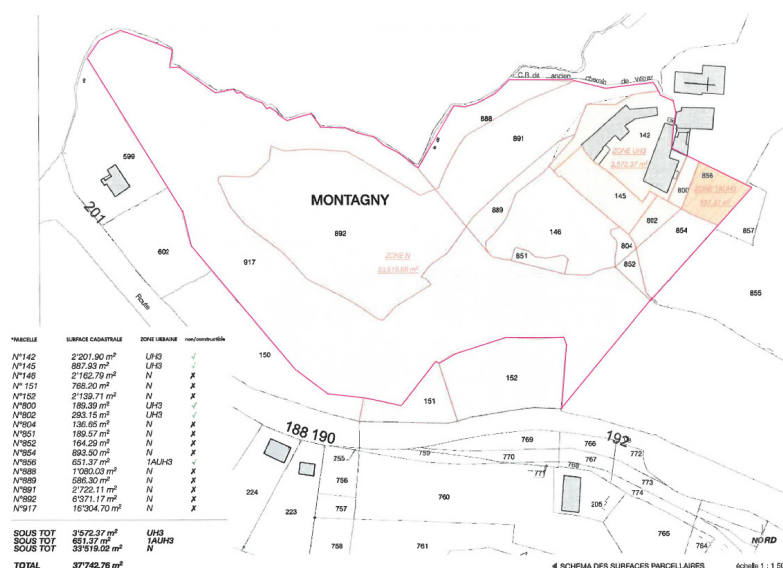 C.R. dit ancien chemin de
888
891
142
ZONE UH3
3,572.37 m²
856
800
ZONE 1AUH3
651.37 m²
599
201
MONTAGNY
892
889
145
146
802
804
854
857
851
852
855
ZONE N
33,519.65 m²
602
917
Route
150
151
152
188 190
192
769
766
772
755
759
770
767
768
773
771
774
756
224
223
757
760
205
765
758
761
764
NORD
*PARCELLE SURFACE CADASTRALE ZONE URBAINE non/constructible
N°142 2'201.90 m² UH3 √
N°145 887.93 m² UH3 √
N°146 2'162.79 m² N ✗
N° 151 768.20 m² N ✗
N°152 2'139.71 m² N ✗
N°800 189.39 m² UH3 √
N°802 293.15 m² UH3 √
N°804 136.65 m² N ✗
N°851 189.57 m² N ✗
N°852 164.29 m² N ✗
N°854 893.50 m² N ✗
N°856 651.37 m² 1AUH3 √
N°888 1'080.03 m² N ✗
N°889 586.30 m² N ✗
N°891 2'722.11 m² N ✗
N°892 6'371.17 m² N ✗
N°917 16'304.70 m² N ✗
SOUS TOT 3'572.37 m² UH3
SOUS TOT 651.37 m² 1AUH3
SOUS TOT 33'519.02 m² N
TOTAL 37'742.76 m²
SCHEMA DES SURFACES PARCELLAIRES échelle 1 : 1